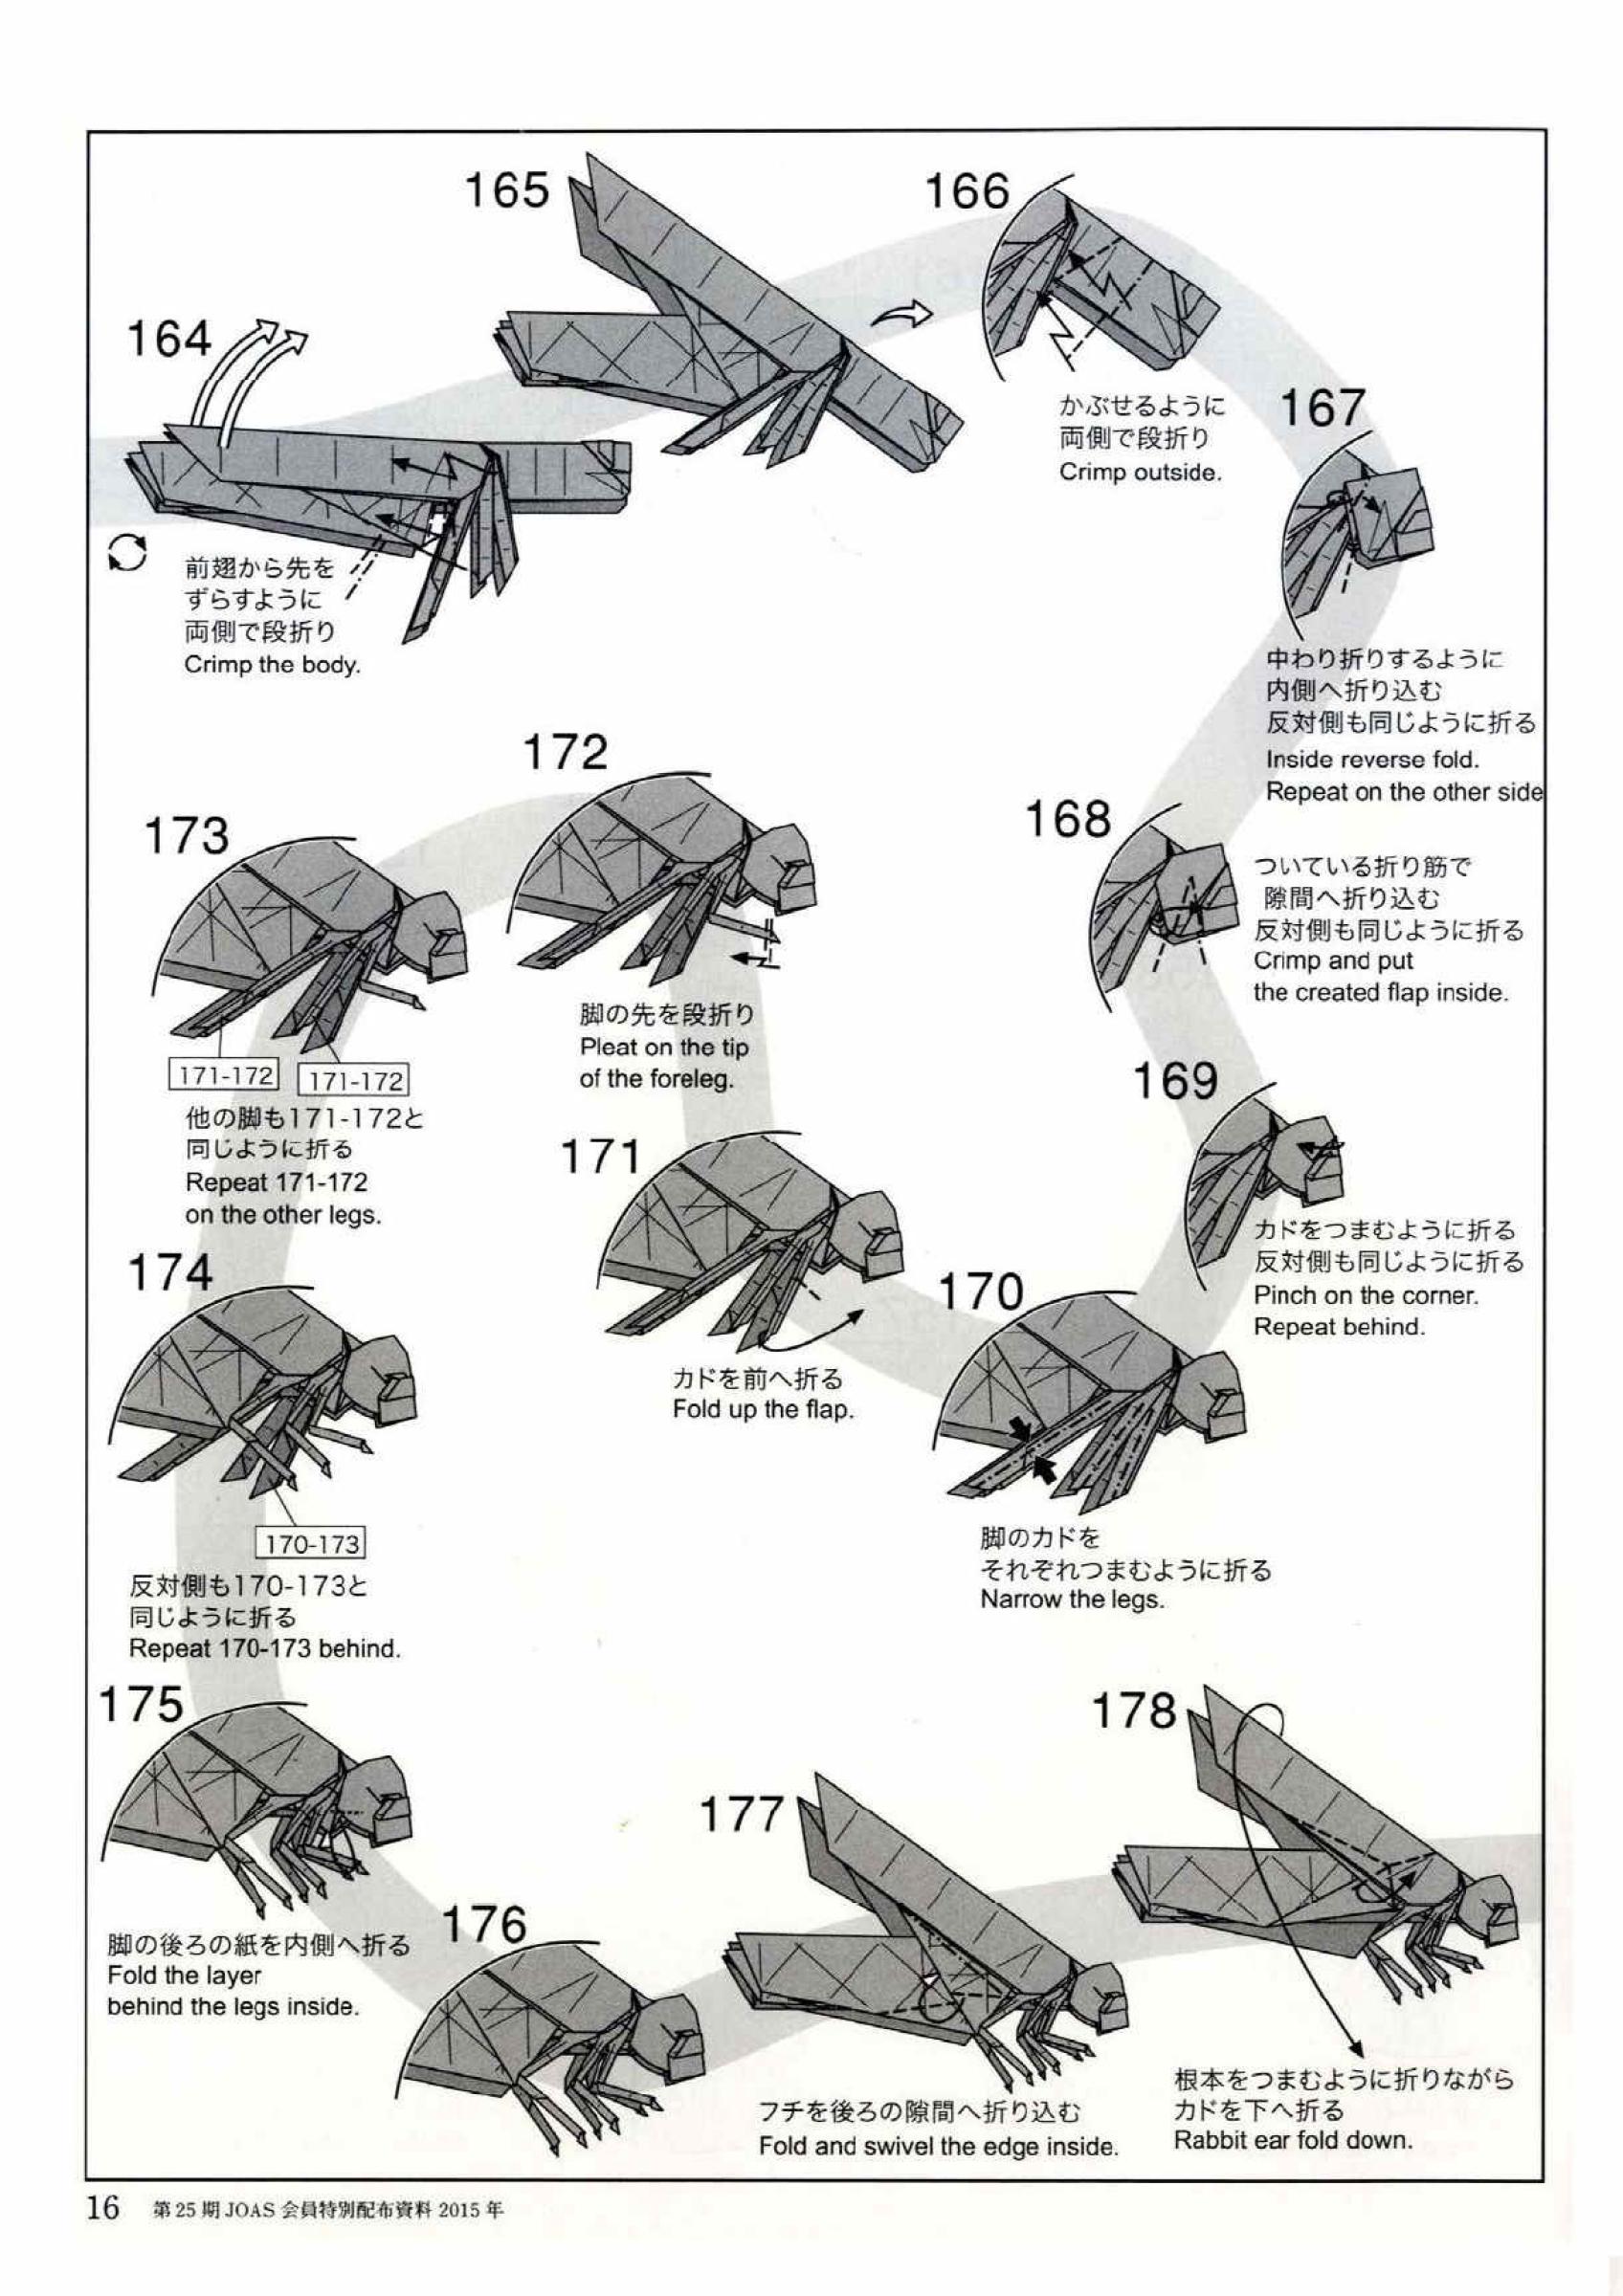 164
前翅から先を
ずらすように
両側で段折り
Crimp the body.
165
166
かぶせるように
両側で段折り
Crimp outside.
167
中わり折りするように
内側へ折り込む
反対側も同じように折る
Inside reverse fold.
Repeat on the other side
168
ついている折り筋で
隙間へ折り込む
反対側も同じように折る
Crimp and put
the created flap inside.
169
カドをつまむように折る
反対側も同じように折る
Pinch on the corner.
Repeat behind.
170
脚のカドを
それぞれつまむように折る
Narrow the legs.
171
カドを前へ折る
Fold up the flap.
172
脚の先を段折り
Pleat on the tip
of the foreleg.
173
171-172
171-172
他の脚も171-172と
同じように折る
Repeat 171-172
on the other legs.
174
170-173
反対側も170-173と
同じように折る
Repeat 170-173 behind.
175
脚の後ろの紙を内側へ折る
Fold the layer
behind the legs inside.
176
177
フチを後ろの隙間へ折り込む
Fold and swivel the edge inside.
178
根本をつまむように折りながら
カドを下へ折る
Rabbit ear fold down.
16 第25期JOAS会員特別配布資料 2015年